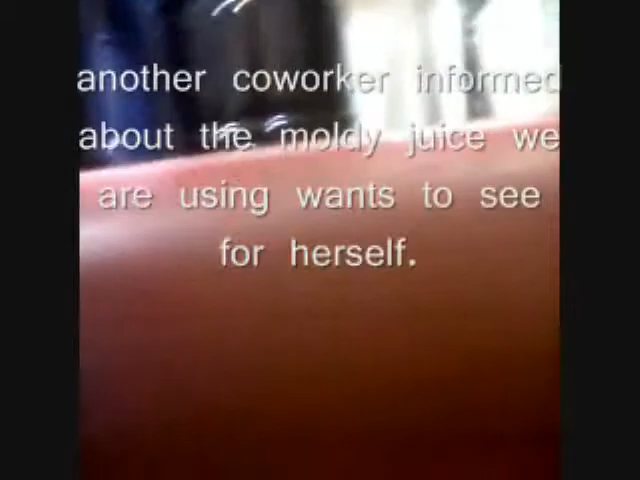 another coworker informed
about the moldy juice we
are using wants to see
for herself.